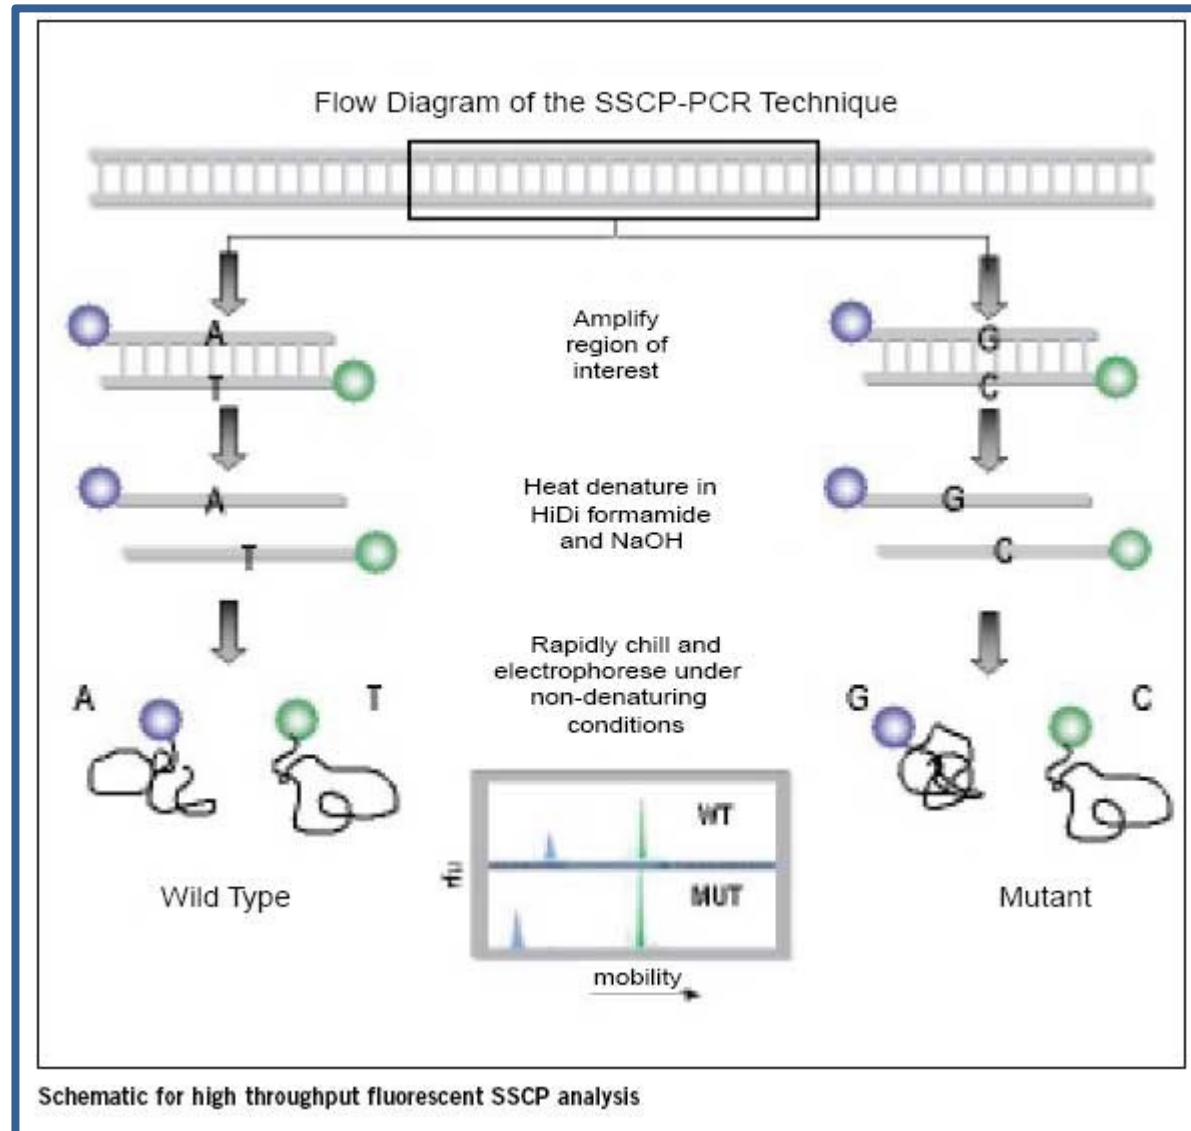 Flow Diagram of the SSCP-PCR Technique
A
T
Amplify
region of
interest
G
C
A
T
Heat denature in
HiDi formamide
and NaOH
G
C
Rapidly chill and
electrophorese under
non-denaturing
conditions
A
T
G
C
WT
MUT
rfu
mobility
Wild Type
Mutant
Schematic for high throughput fluorescent SSCP analysis